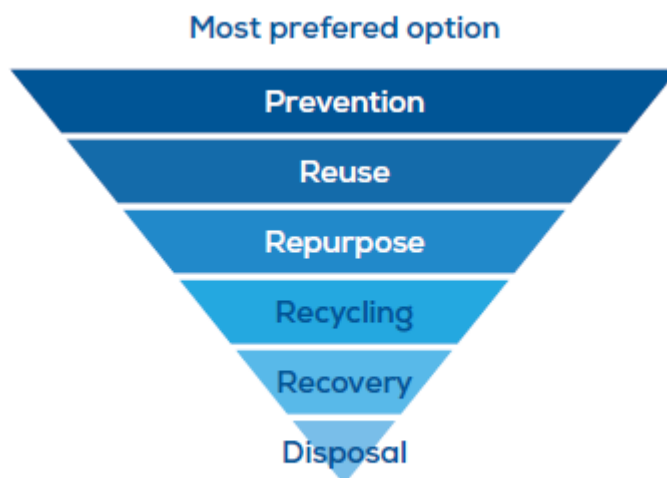 Most prefered option
Prevention
Reuse
Repurpose
Recycling
Recovery
Disposal